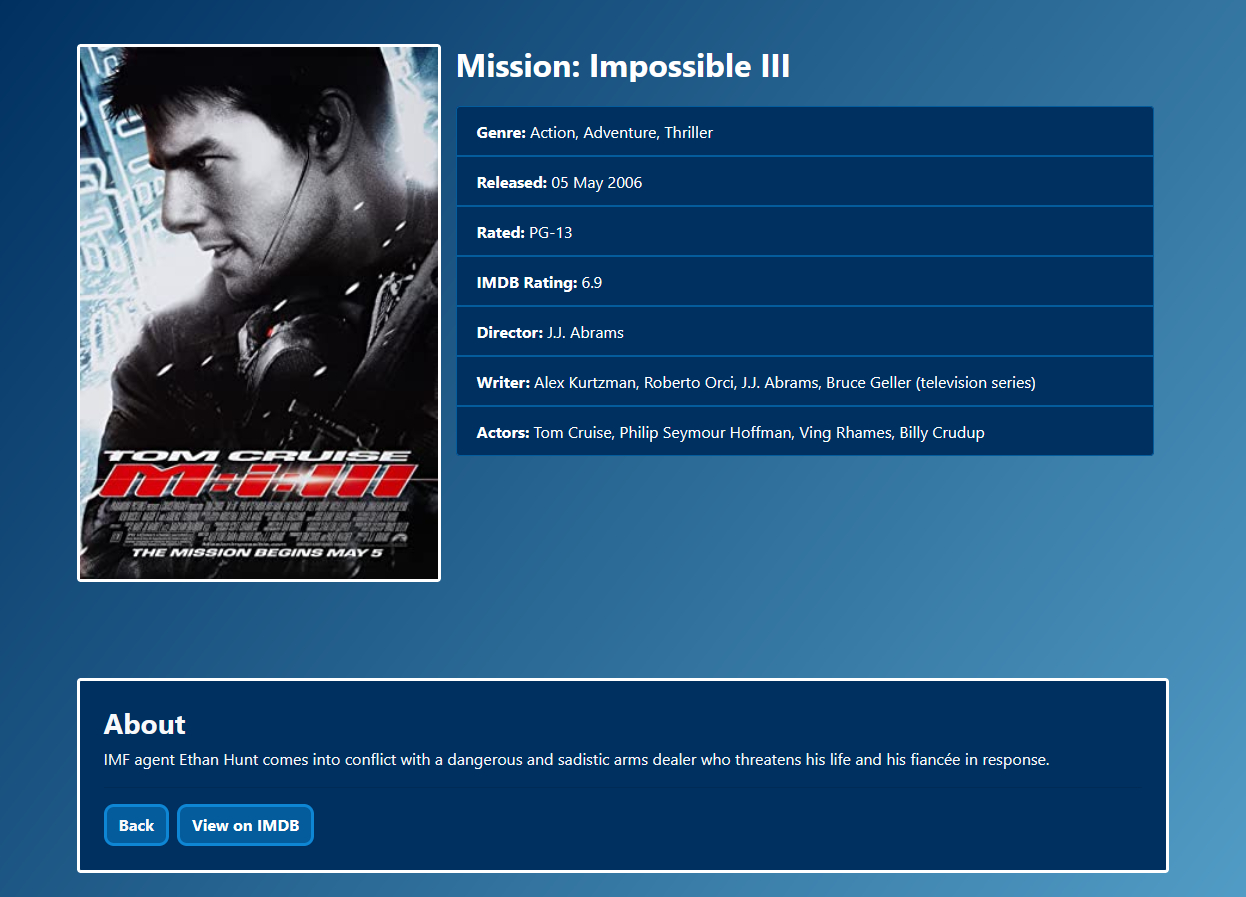 Mission: Impossible III
Genre: Action, Adventure, Thriller
Released: 05 May 2006
Rated: PG-13
IMDB Rating: 6.9
Director: J.J. Abrams
Writer: Alex Kurtzman, Roberto Orci, J.J. Abrams, Bruce Geller (television series)
Actors: Tom Cruise, Philip Seymour Hoffman, Ving Rhames, Billy Crudup
TOM CRUISE
M:i:III
THE MISSION BEGINS MAY 5
About
IMF agent Ethan Hunt comes into conflict with a dangerous and sadistic arms dealer who threatens his life and his fiancée in response.
Back
View on IMDB